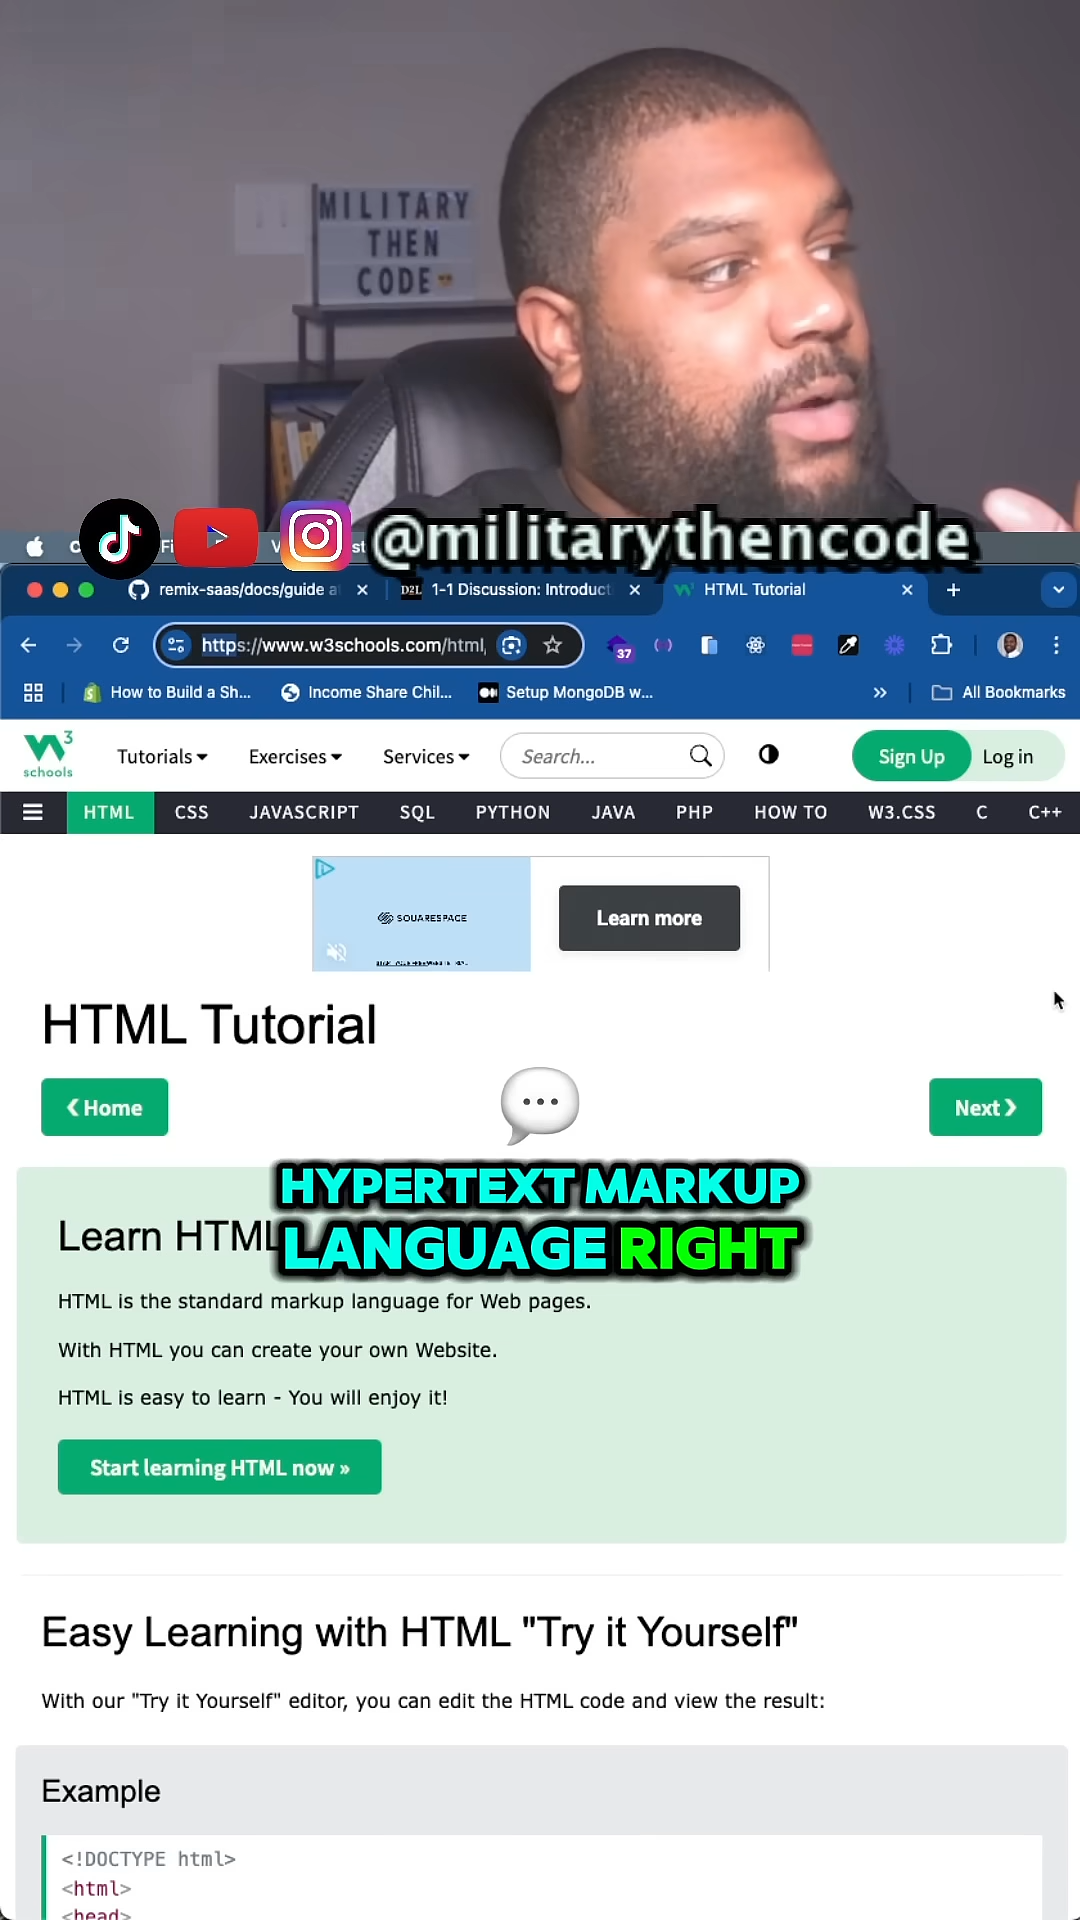 MILITARY
THEN
CODE
@militarythencode
remix-saas/docs/guide at
D2L 1-1 Discussion: Introduct
HTML Tutorial
https://www.w3schools.com/html,
37
How to Build a Sh...
Income Share Chil...
Setup MongoDB w...
All Bookmarks
W3 schools
Tutorials
Exercises
Services
Search...
Sign Up
Log in
HTML
CSS
JAVASCRIPT
SQL
PYTHON
JAVA
PHP
HOW TO
W3.CSS
C
C++
SQUARESPACE
Learn more
HTML Tutorial
❮ Home
Next ❯
HYPERTEXT MARKUP
LANGUAGE RIGHT
Learn HTML
HTML is the standard markup language for Web pages.
With HTML you can create your own Website.
HTML is easy to learn - You will enjoy it!
Start learning HTML now »
Easy Learning with HTML "Try it Yourself"
With our "Try it Yourself" editor, you can edit the HTML code and view the result:
Example
<!DOCTYPE html>
<html>
<head>